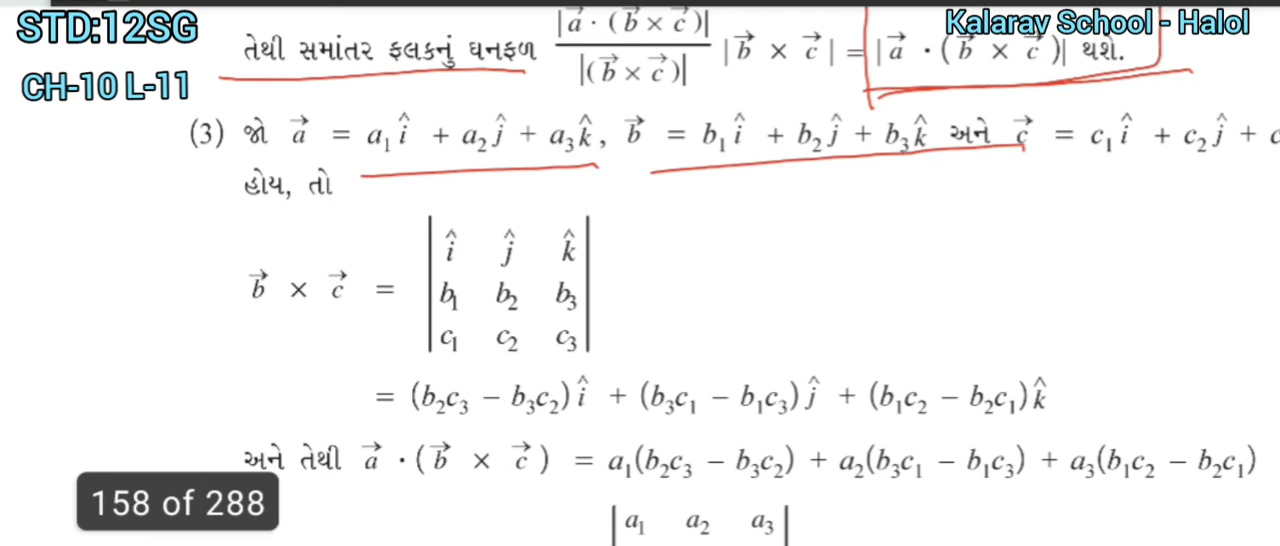 STD:12SG
Kalarav School - Halol
CH-10 L-11
તેથી સમાંતર ફલકનું ઘનફળ |a⃗ · (b⃗ × c⃗)| / |(b⃗ × c⃗)| |b⃗ × c⃗| = |a⃗ · (b⃗ × c⃗)| થશે.
(3) જો a⃗ = a₁î + a₂ĵ + a₃k̂, b⃗ = b₁î + b₂ĵ + b₃k̂ અને c⃗ = c₁î + c₂ĵ + c
હોય, તો
b⃗ × c⃗ = | î ĵ k̂ |
| b₁ b₂ b₃ |
| c₁ c₂ c₃ |
= (b₂c₃ − b₃c₂)î + (b₃c₁ − b₁c₃)ĵ + (b₁c₂ − b₂c₁)k̂
અને તેથી a⃗ · (b⃗ × c⃗) = a₁(b₂c₃ − b₃c₂) + a₂(b₃c₁ − b₁c₃) + a₃(b₁c₂ − b₂c₁)
158 of 288
| a₁ a₂ a₃ |